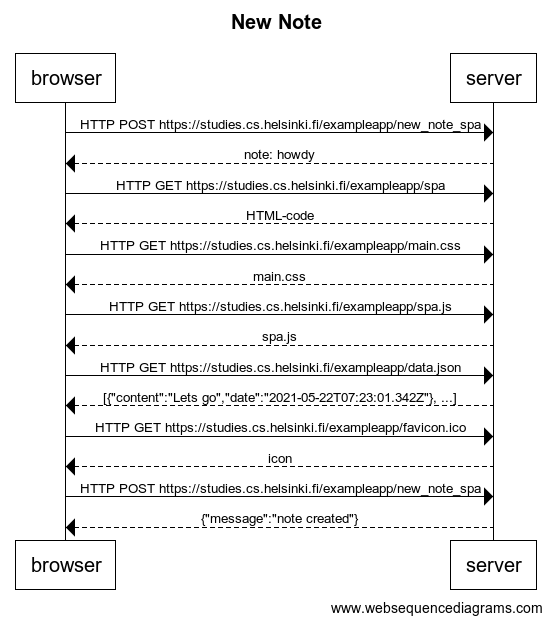 New Note
browser server
HTTP POST https://studies.cs.helsinki.fi/exampleapp/new_note_spa
note: howdy
HTTP GET https://studies.cs.helsinki.fi/exampleapp/spa
HTML-code
HTTP GET https://studies.cs.helsinki.fi/exampleapp/main.css
main.css
HTTP GET https://studies.cs.helsinki.fi/exampleapp/spa.js
spa.js
HTTP GET https://studies.cs.helsinki.fi/exampleapp/data.json
[{"content":"Lets go","date":"2021-05-22T07:23:01.342Z"}, ...]
HTTP GET https://studies.cs.helsinki.fi/exampleapp/favicon.ico
icon
HTTP POST https://studies.cs.helsinki.fi/exampleapp/new_note_spa
{"message":"note created"}
browser server
www.websequencediagrams.com